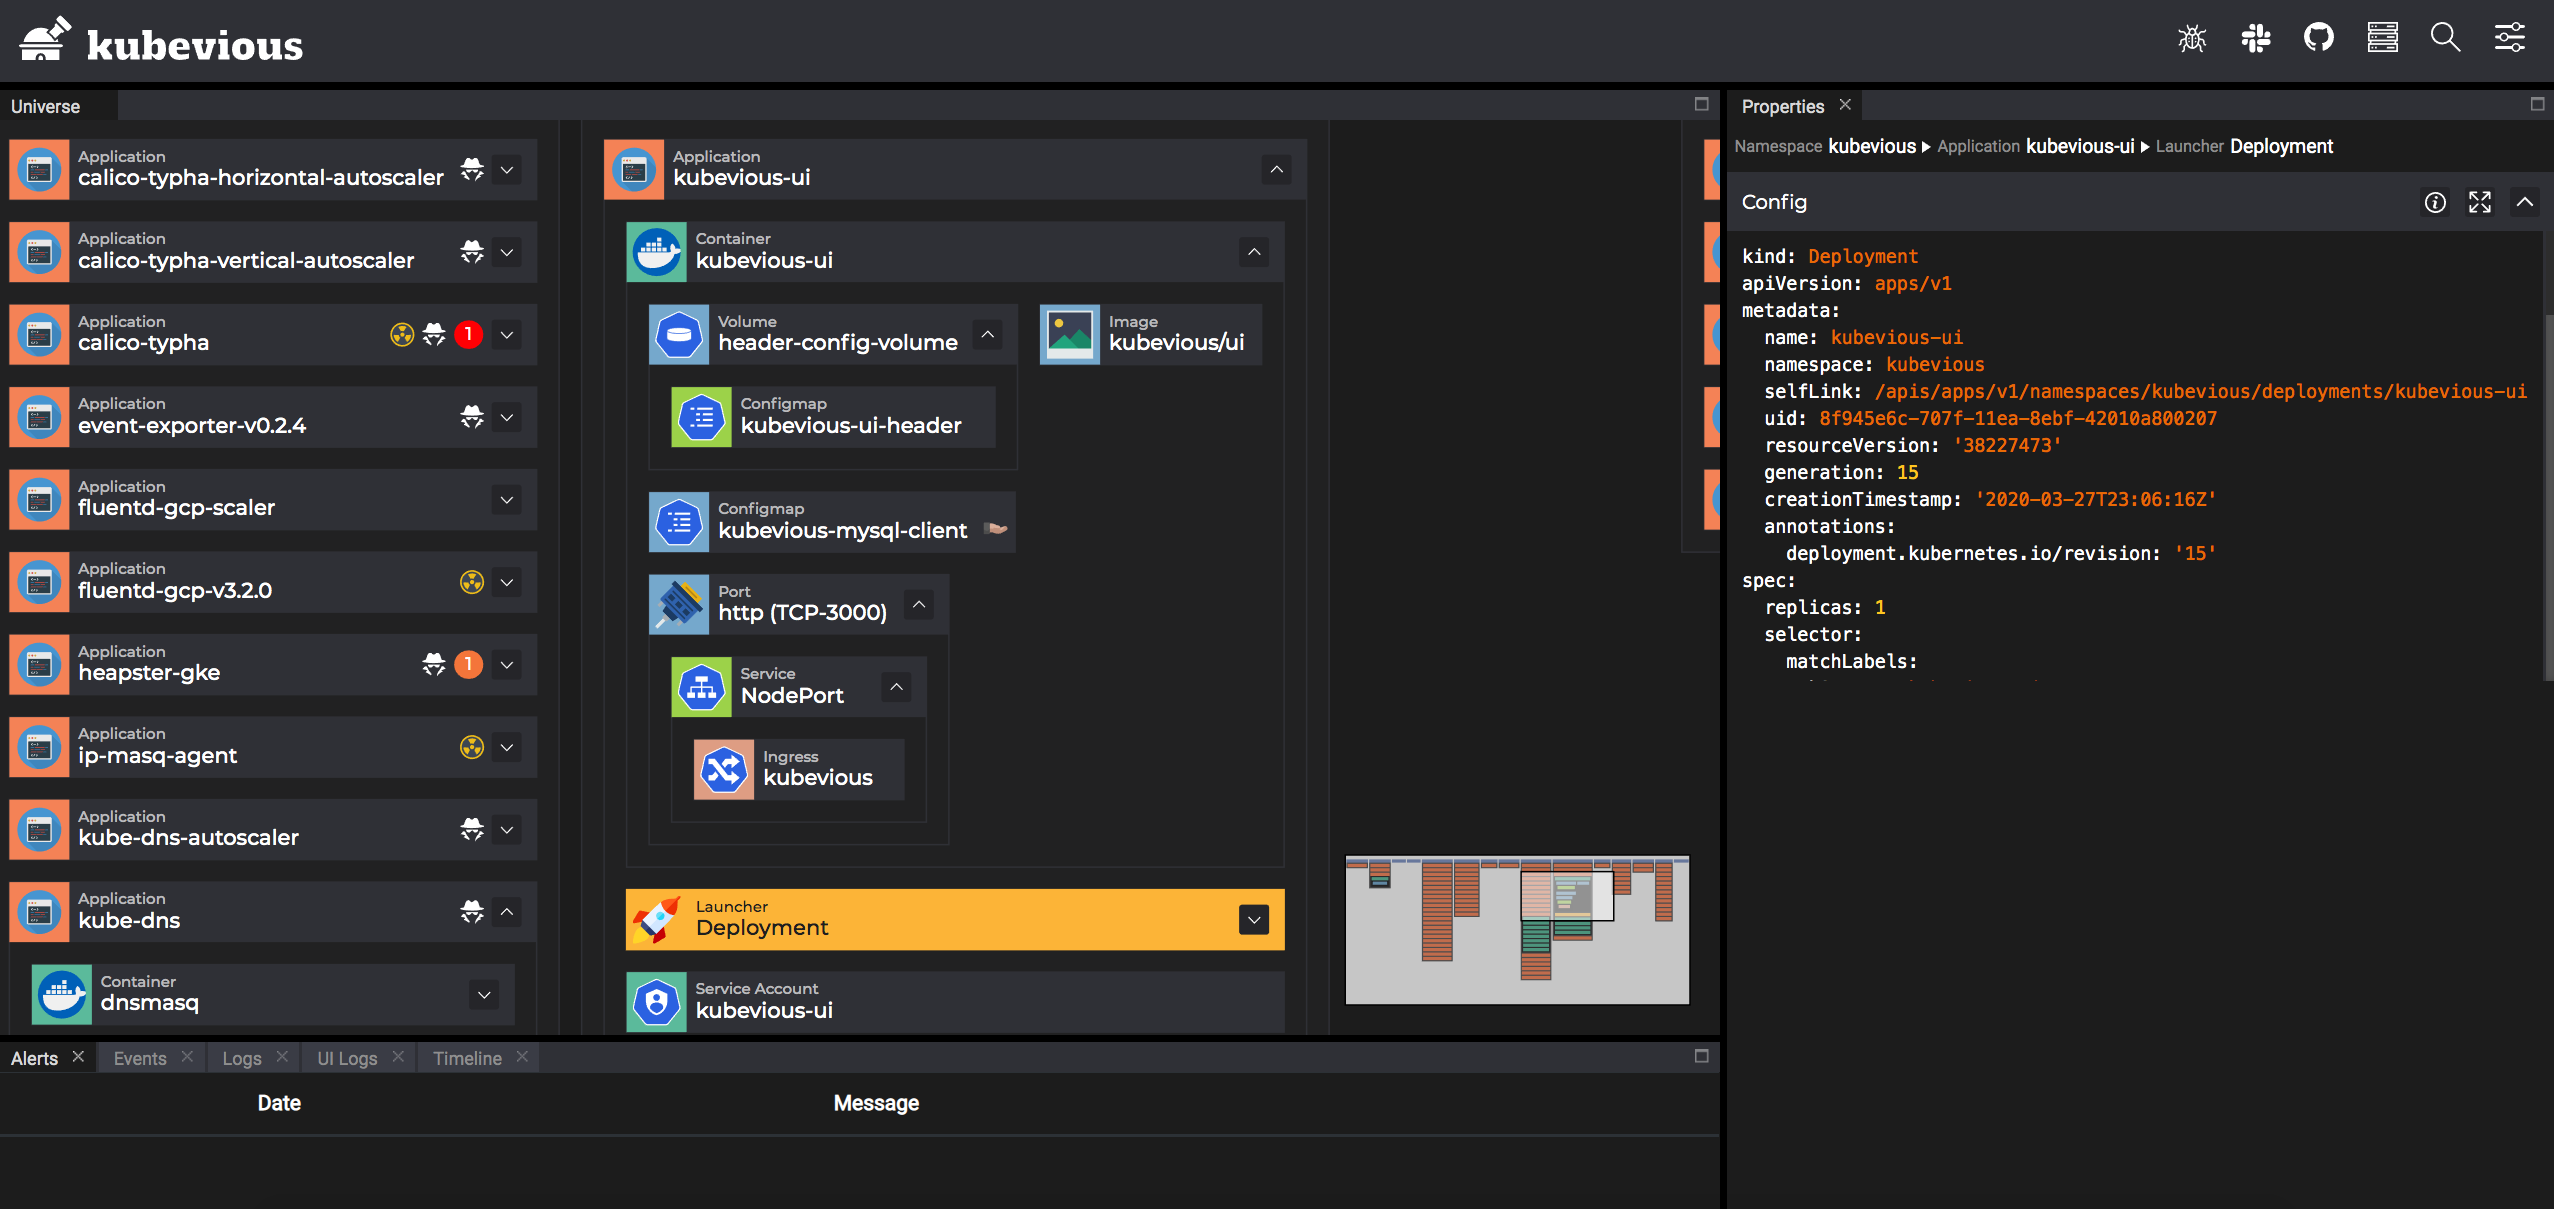 kubevious
Universe
Application
calico-typha-horizontal-autoscaler
Application
calico-typha-vertical-autoscaler
Application
calico-typha
1
Application
event-exporter-v0.2.4
Application
fluentd-gcp-scaler
Application
fluentd-gcp-v3.2.0
Application
heapster-gke
1
Application
ip-masq-agent
Application
kube-dns-autoscaler
Application
kube-dns
Container
dnsmasq
Application
kubevious-ui
Container
kubevious-ui
Volume
header-config-volume
Image
kubevious/ui
Configmap
kubevious-ui-header
Configmap
kubevious-mysql-client
Port
http (TCP-3000)
Service
NodePort
Ingress
kubevious
Launcher
Deployment
Service Account
kubevious-ui
Properties
Namespace kubevious Application kubevious-ui Launcher Deployment
Config
kind: Deployment
apiVersion: apps/v1
metadata:
name: kubevious-ui
namespace: kubevious
selfLink: /apis/apps/v1/namespaces/kubevious/deployments/kubevious-ui
uid: 8f945e6c-707f-11ea-8ebf-42010a800207
resourceVersion: '38227473'
generation: 15
creationTimestamp: '2020-03-27T23:06:16Z'
annotations:
deployment.kubernetes.io/revision: '15'
spec:
replicas: 1
selector:
matchLabels:
Alerts Events Logs UI Logs Timeline
Date Message